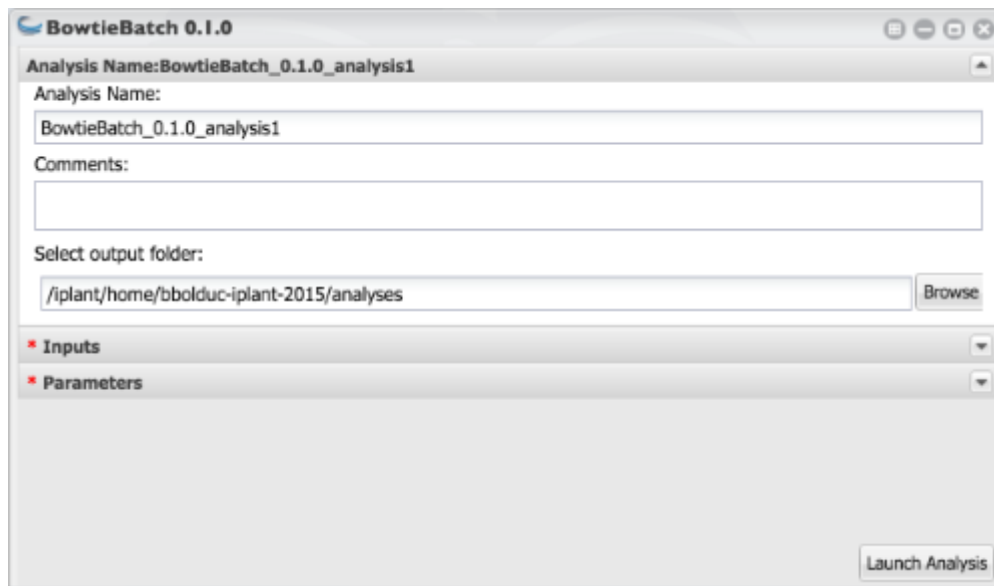 BowtieBatch 0.1.0
Analysis Name:BowtieBatch_0.1.0_analysis1
Analysis Name:
BowtieBatch_0.1.0_analysis1
Comments:
Select output folder:
/iplant/home/bbolduc-iplant-2015/analyses Browse
* Inputs
* Parameters
Launch Analysis